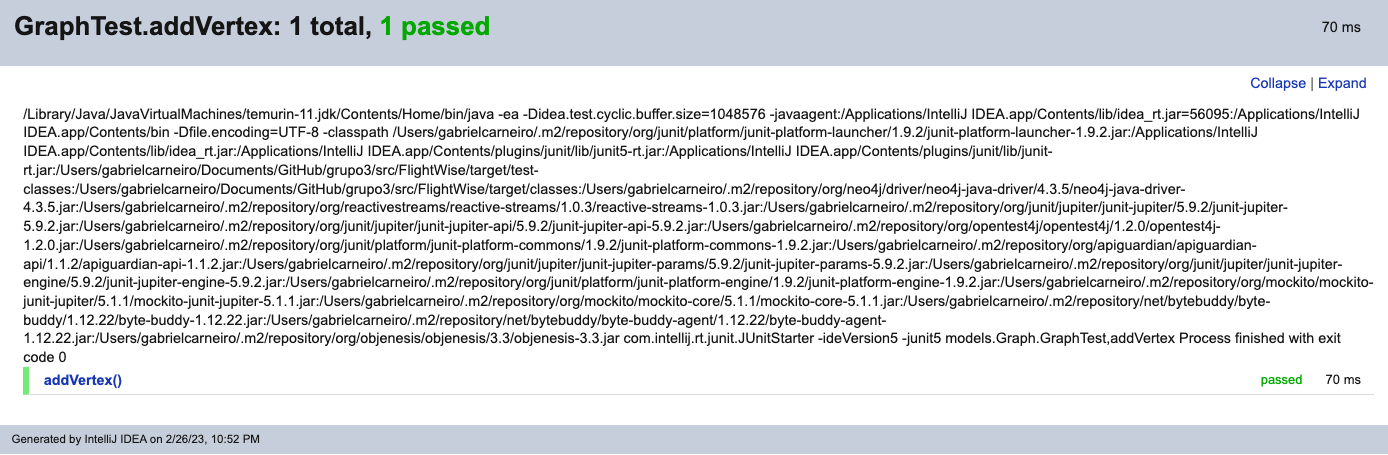 GraphTest.addVertex: 1 total, 1 passed
70 ms
Collapse | Expand
/Library/Java/JavaVirtualMachines/temurin-11.jdk/Contents/Home/bin/java -ea -Didea.test.cyclic.buffer.size=1048576 -javaagent:/Applications/IntelliJ IDEA.app/Contents/lib/idea_rt.jar=56095:/Applications/IntelliJ
IDEA.app/Contents/bin -Dfile.encoding=UTF-8 -classpath /Users/gabrielcarneiro/.m2/repository/org/junit/platform/junit-platform-launcher/1.9.2/junit-platform-launcher-1.9.2.jar:/Applications/IntelliJ
IDEA.app/Contents/lib/idea_rt.jar:/Applications/IntelliJ IDEA.app/Contents/plugins/junit/lib/junit5-rt.jar:/Applications/IntelliJ IDEA.app/Contents/plugins/junit/lib/junit-
rt.jar:/Users/gabrielcarneiro/Documents/GitHub/grupo3/src/FlightWise/target/test-
classes:/Users/gabrielcarneiro/Documents/GitHub/grupo3/src/FlightWise/target/classes:/Users/gabrielcarneiro/.m2/repository/org/neo4j/driver/neo4j-java-driver/4.3.5/neo4j-java-driver-
4.3.5.jar:/Users/gabrielcarneiro/.m2/repository/org/reactivestreams/reactive-streams/1.0.3/reactive-streams-1.0.3.jar:/Users/gabrielcarneiro/.m2/repository/org/junit/jupiter/junit-jupiter/5.9.2/junit-jupiter-
5.9.2.jar:/Users/gabrielcarneiro/.m2/repository/org/junit/jupiter/junit-jupiter-api/5.9.2/junit-jupiter-api-5.9.2.jar:/Users/gabrielcarneiro/.m2/repository/org/opentest4j/opentest4j/1.2.0/opentest4j-
1.2.0.jar:/Users/gabrielcarneiro/.m2/repository/org/junit/platform/junit-platform-commons/1.9.2/junit-platform-commons-1.9.2.jar:/Users/gabrielcarneiro/.m2/repository/org/apiguardian/apiguardian-
api/1.1.2/apiguardian-api-1.1.2.jar:/Users/gabrielcarneiro/.m2/repository/org/junit/jupiter/junit-jupiter-params/5.9.2/junit-jupiter-params-5.9.2.jar:/Users/gabrielcarneiro/.m2/repository/org/junit/jupiter/junit-jupiter-
engine/5.9.2/junit-jupiter-engine-5.9.2.jar:/Users/gabrielcarneiro/.m2/repository/org/junit/platform/junit-platform-engine/1.9.2/junit-platform-engine-1.9.2.jar:/Users/gabrielcarneiro/.m2/repository/org/mockito/mockito-
junit-jupiter/5.1.1/mockito-junit-jupiter-5.1.1.jar:/Users/gabrielcarneiro/.m2/repository/org/mockito/mockito-core/5.1.1/mockito-core-5.1.1.jar:/Users/gabrielcarneiro/.m2/repository/net/bytebuddy/byte-
buddy/1.12.22/byte-buddy-1.12.22.jar:/Users/gabrielcarneiro/.m2/repository/net/bytebuddy/byte-buddy-agent/1.12.22/byte-buddy-agent-
1.12.22.jar:/Users/gabrielcarneiro/.m2/repository/org/objenesis/objenesis/3.3/objenesis-3.3.jar com.intellij.rt.junit.JUnitStarter -ideVersion5 -junit5 models.Graph.GraphTest,addVertex Process finished with exit
code 0
addVertex() passed 70 ms
Generated by IntelliJ IDEA on 2/26/23, 10:52 PM